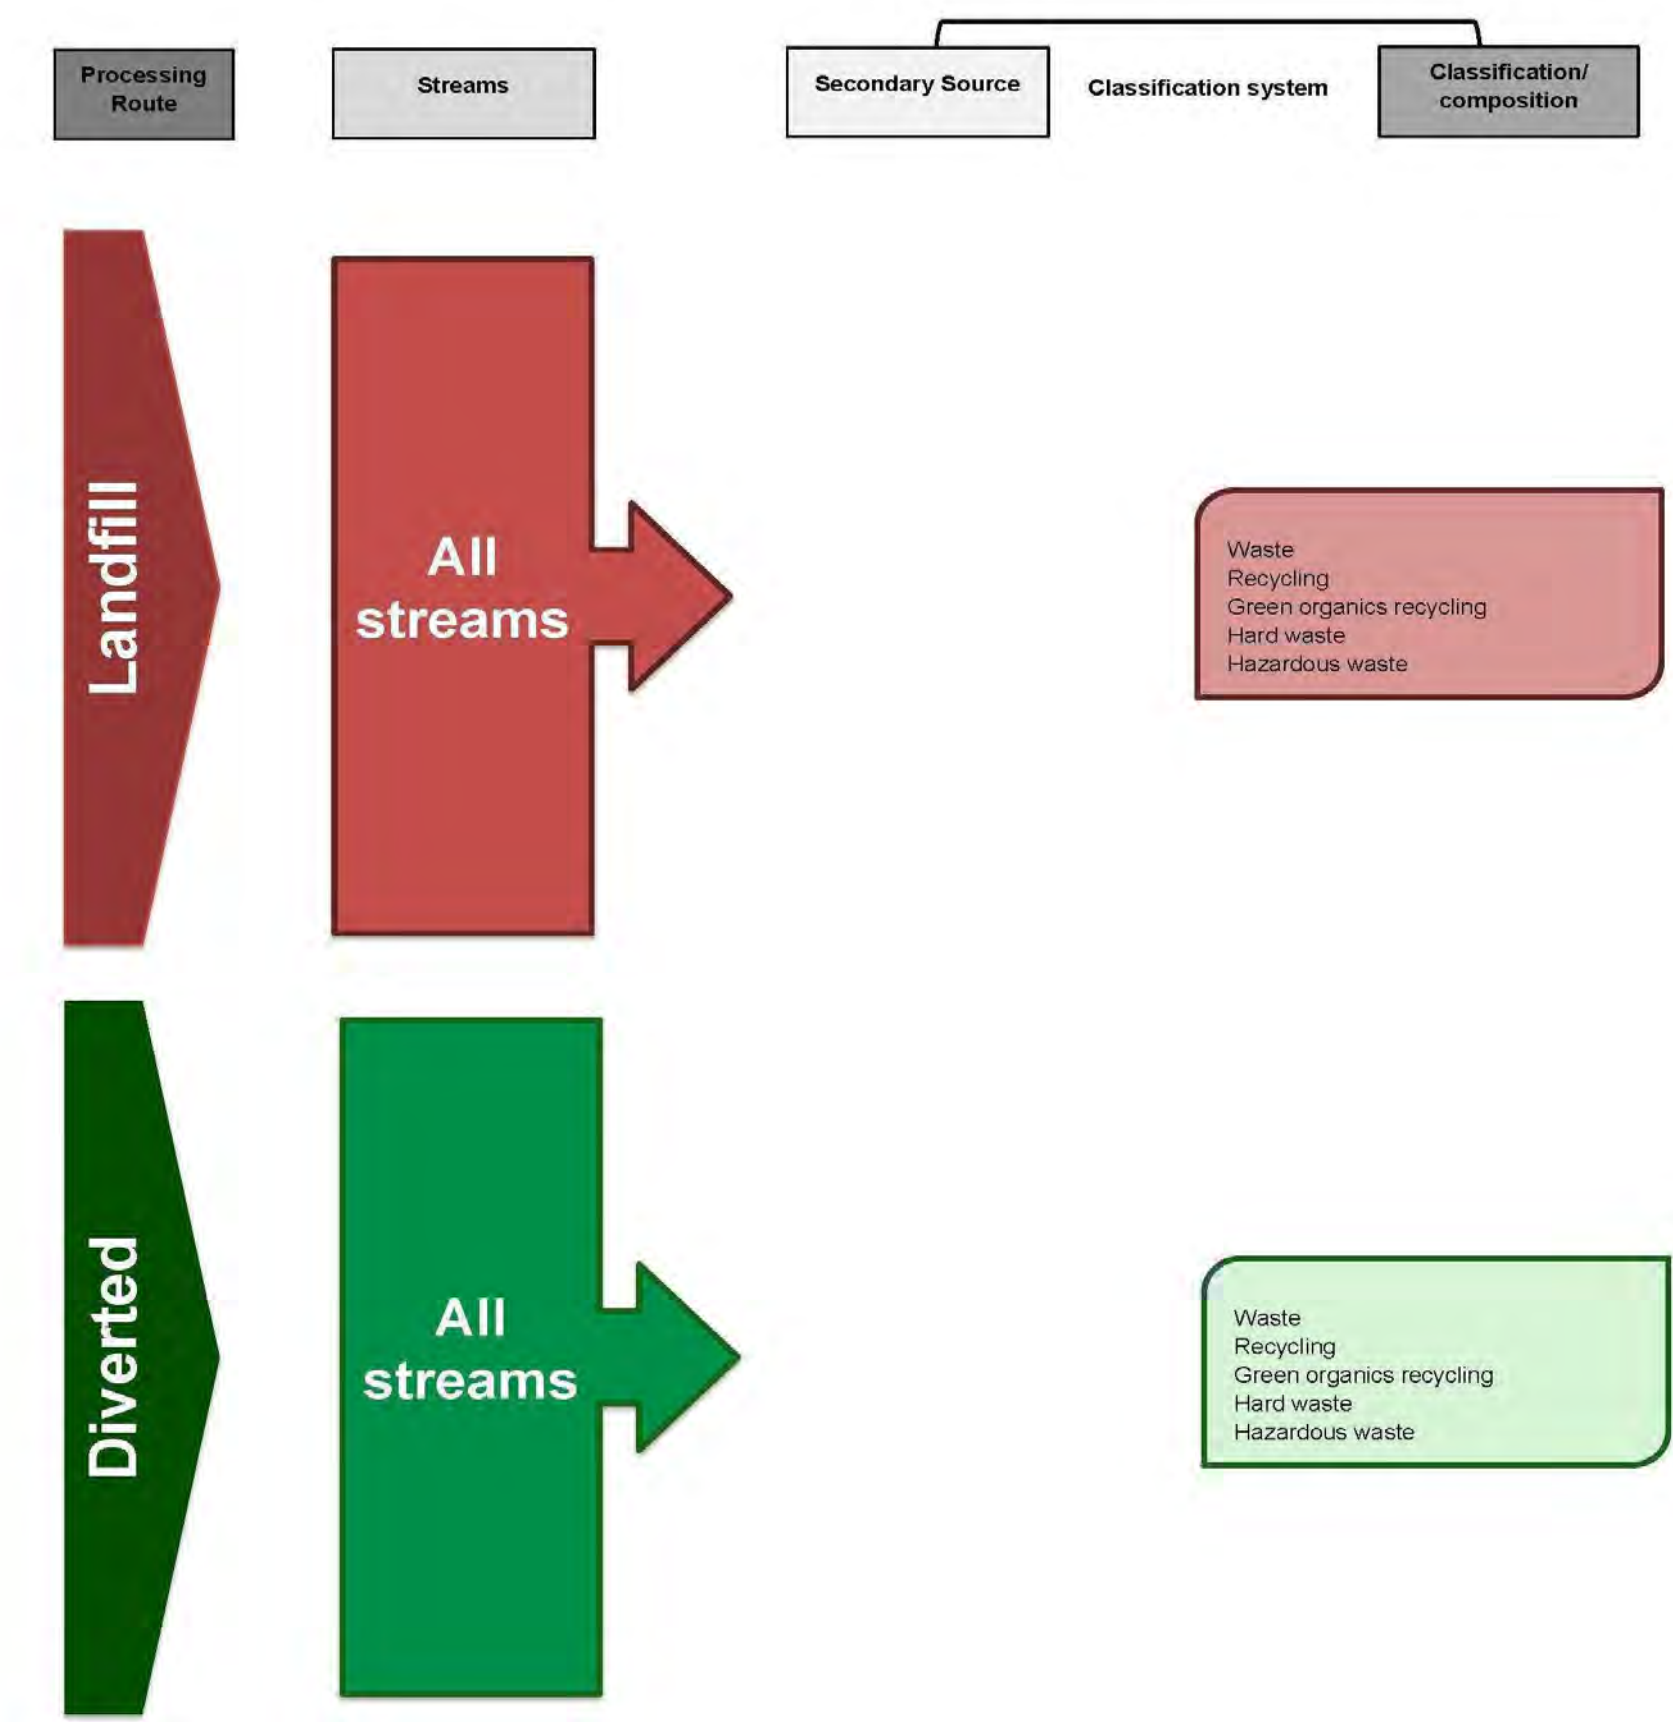 Processing
Route
Streams
Secondary Source
Classification system
Classification/
composition
Landfill
All
streams
Waste
Recycling
Green organics recycling
Hard waste
Hazardous waste
Diverted
All
streams
Waste
Recycling
Green organics recycling
Hard waste
Hazardous waste